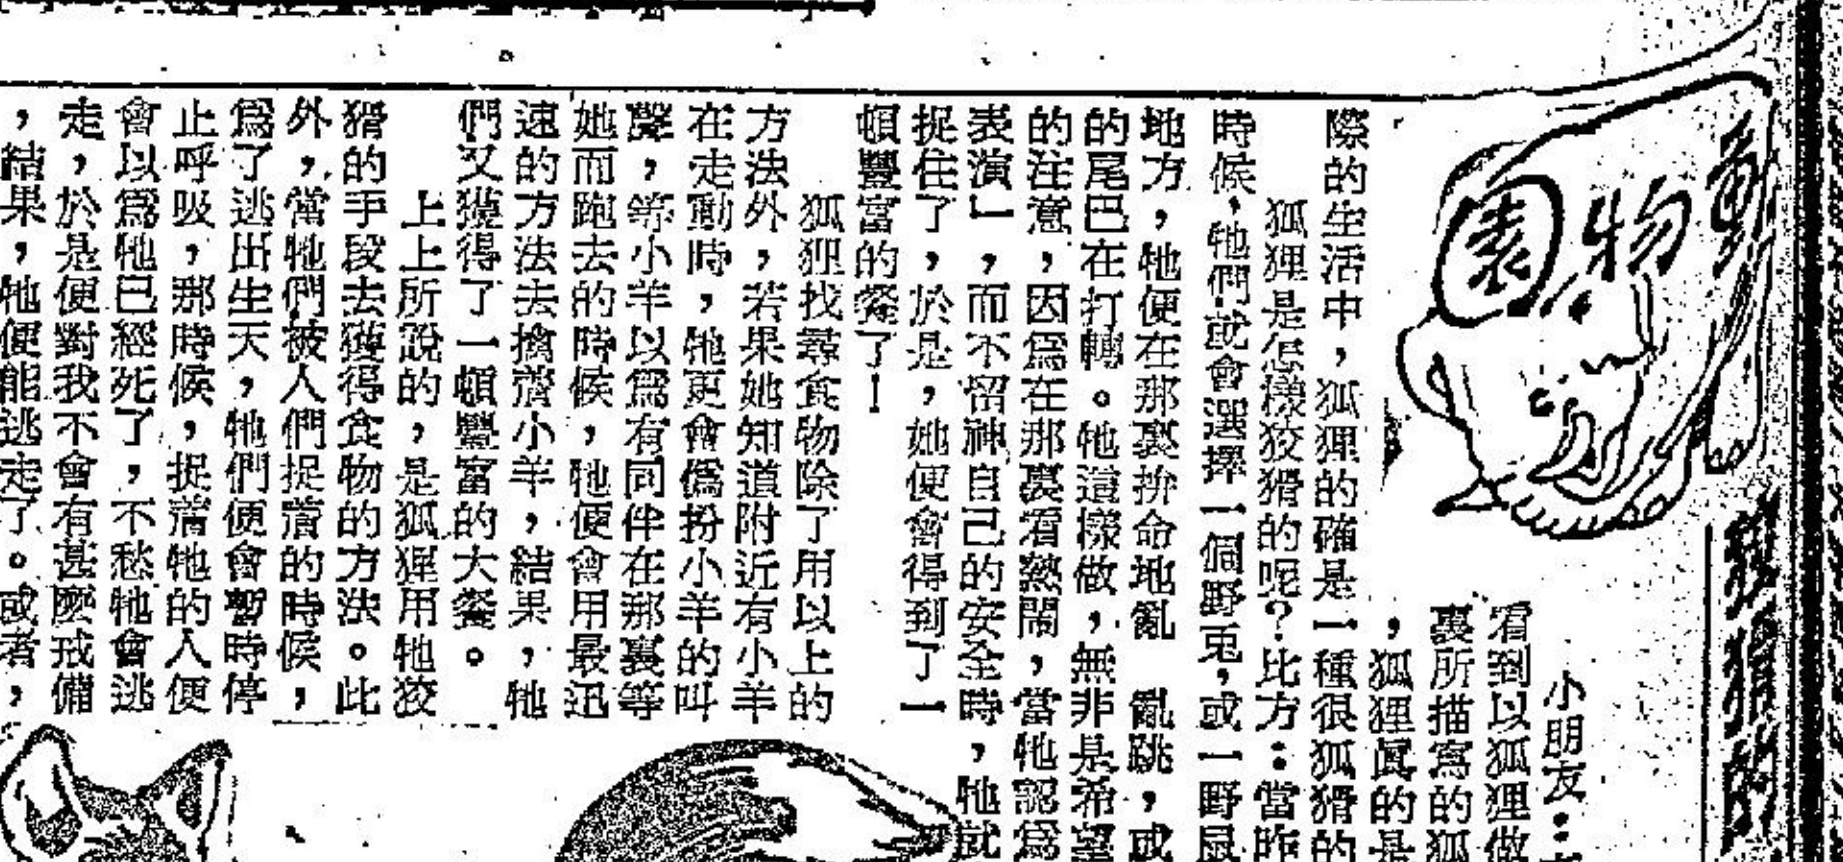 動物園
狡猾的
小朋友：
看到以狐狸做
裏所描寫的狐
，狐狸眞的是
際的生活中，狐狸的確是一種很狐猾的
狐狸是怎樣狡猾的呢？比方：當昨
時候，牠們就會選擇一個野兎，或一野鼠
地方，牠便在那裏拚命地亂　亂跳，或
的尾巴在打轉。牠這樣做，無非是希望
的注意，因爲在那裏看熱鬧，當牠認爲
表演」，而不留神自己的安全時，牠就
捉住了，於是，她便會得到了一
頓豐富的餐了！
狐狸找尋食物除了用以上的
方法外，若果她知道附近有小羊
在走動時，牠更會僞扮小羊的叫
聲，等小羊以爲有同伴在那裏等
她而跑去的時候，牠便會用最迅
速的方法去擒着小羊，結果，牠
們又獲得了一頓豐富的大餐。
上上所說的，是狐狸用牠狡
猾的手段去獲得食物的方法。此
外，當牠們被人們捉着的時候，
爲了逃出生天，牠們便會暫時停
止呼吸，那時候，捉着牠的人便
會以爲牠已經死了，不愁牠會逃
走，於是便對我不會有甚麼戒備
，結果，牠便能逃走了。或者，